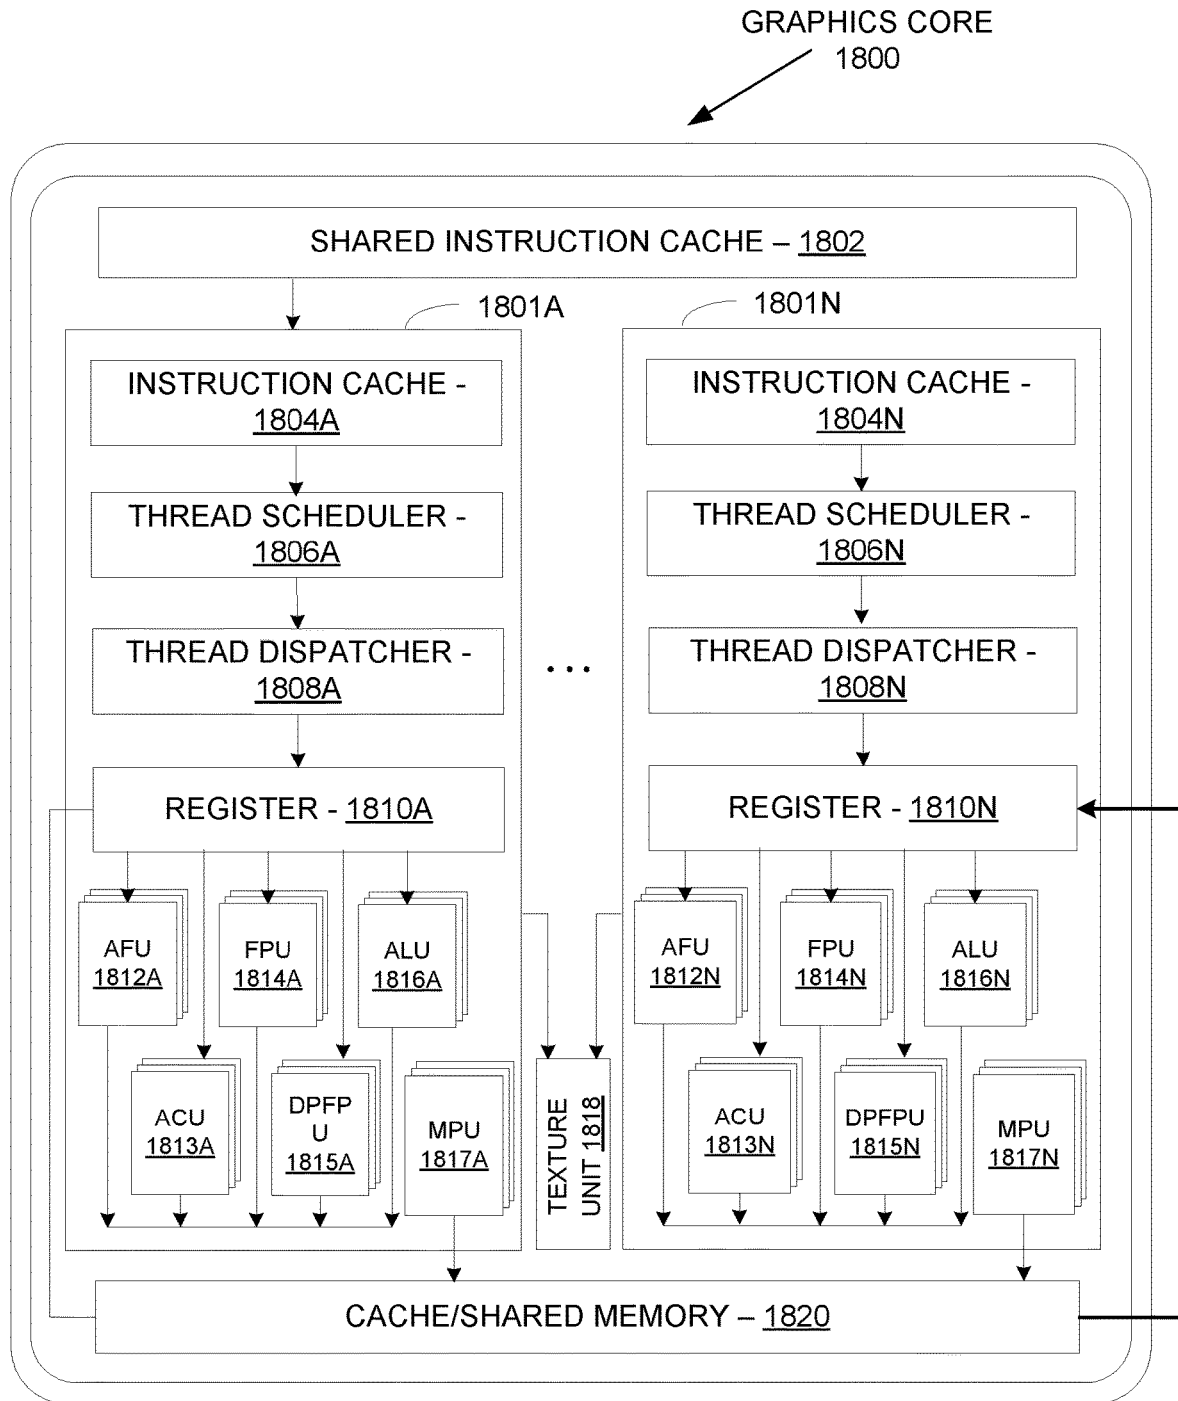 GRAPHICS CORE
1800
SHARED INSTRUCTION CACHE – 1802
1801A
1801N
INSTRUCTION CACHE -
1804A
THREAD SCHEDULER -
1806A
THREAD DISPATCHER -
1808A
REGISTER - 1810A
AFU
1812A
FPU
1814A
ALU
1816A
ACU
1813A
DPFP
U
1815A
MPU
1817A
...
TEXTURE
UNIT 1818
INSTRUCTION CACHE -
1804N
THREAD SCHEDULER -
1806N
THREAD DISPATCHER -
1808N
REGISTER - 1810N
AFU
1812N
FPU
1814N
ALU
1816N
ACU
1813N
DPFPU
1815N
MPU
1817N
CACHE/SHARED MEMORY – 1820